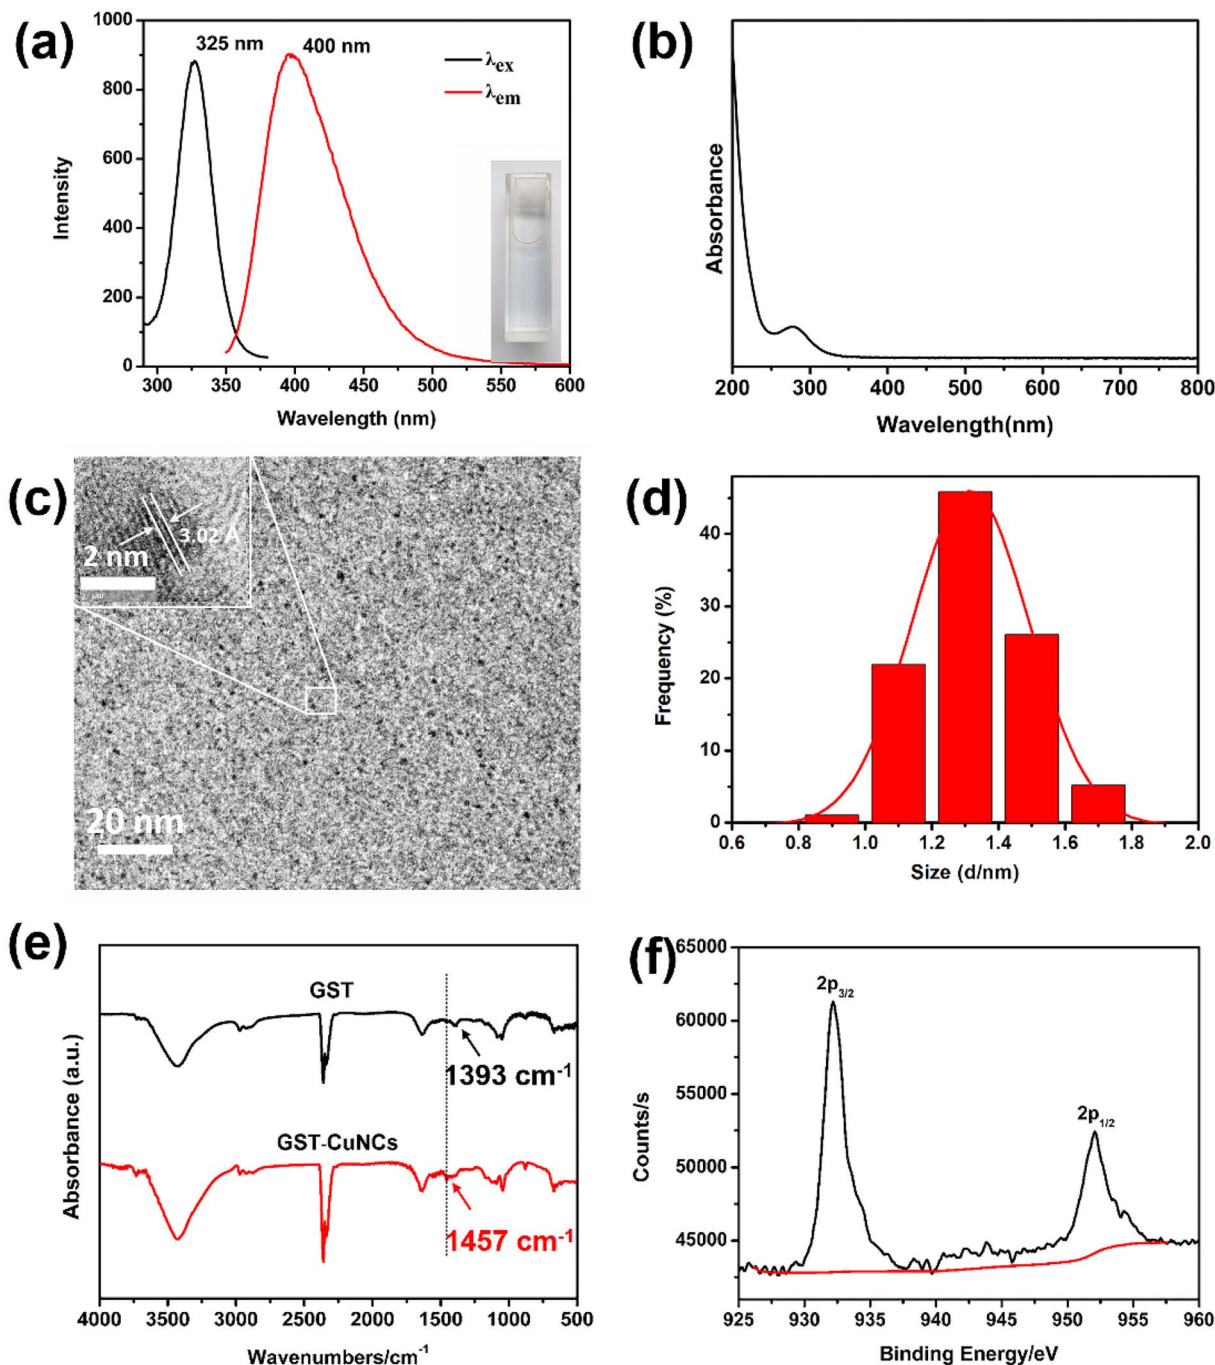 (a)
325 nm
400 nm
λex
λem
1000
800
600
400
200
0
Intensity
300 350 400 450 500 550 600
Wavelength (nm)
(b)
Absorbance
200 300 400 500 600 700 800
Wavelength(nm)
(c)
3.02 Å
2 nm
20 nm
(d)
40
30
20
10
0
Frequency (%)
0.6 0.8 1.0 1.2 1.4 1.6 1.8 2.0
Size (d/nm)
(e)
GST
1393 cm⁻¹
GST-CuNCs
1457 cm⁻¹
Absorbance (a.u.)
4000 3500 3000 2500 2000 1500 1000 500
Wavenumbers/cm⁻¹
(f)
65000
60000
55000
50000
45000
2p3/2
2p1/2
Counts/s
925 930 935 940 945 950 955 960
Binding Energy/eV